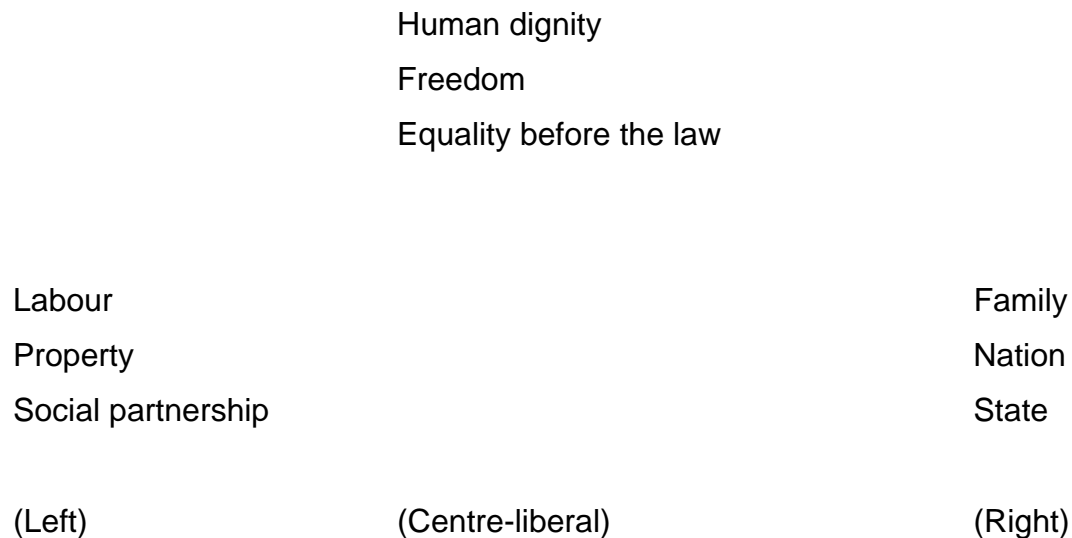 Human dignity
Freedom
Equality before the law
Labour Family
Property Nation
Social partnership State
(Left) (Centre-liberal) (Right)